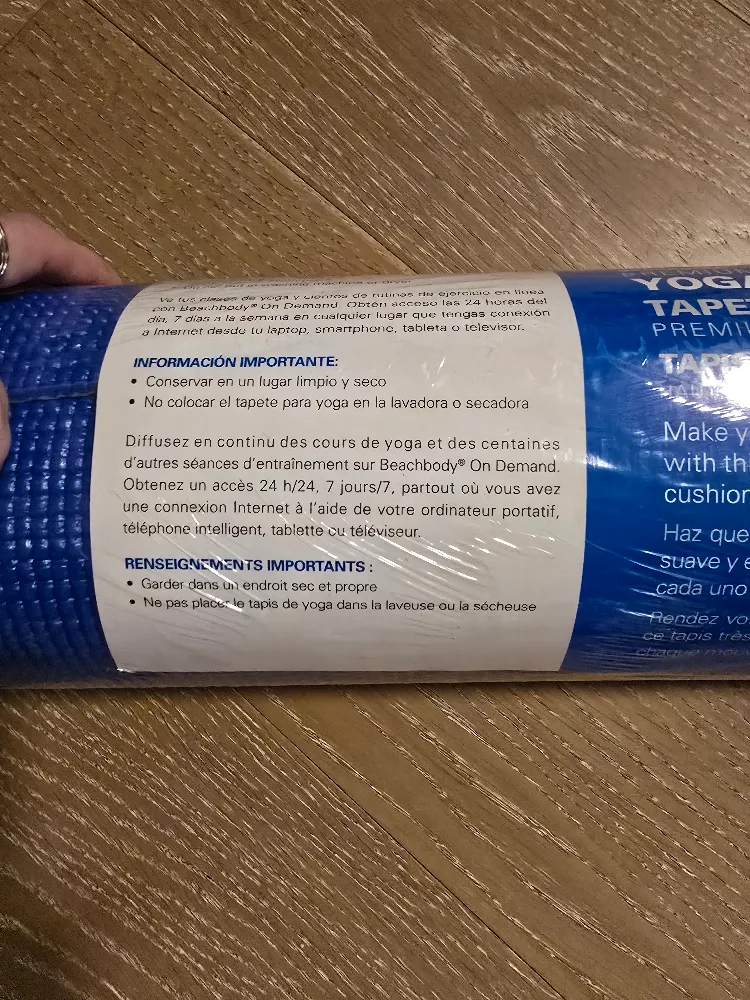 Ve tus clases de yoga y cientos de rutinas de ejercicio en línea
con Beachbody® On Demand. Obtén acceso las 24 horas del
día, 7 días a la semana en cualquier lugar que tengas conexión
a Internet desde tu laptop, smartphone, tableta o televisor.
INFORMACIÓN IMPORTANTE:
• Conservar en un lugar limpio y seco
• No colocar el tapete para yoga en la lavadora o secadora
Diffusez en continu des cours de yoga et des centaines
d'autres séances d'entraînement sur Beachbody® On Demand.
Obtenez un accès 24 h/24, 7 jours/7, partout où vous avez
une connexion Internet à l'aide de votre ordinateur portatif,
téléphone intelligent, tablette ou téléviseur.
RENSEIGNEMENTS IMPORTANTS :
• Garder dans un endroit sec et propre
• Ne pas placer le tapis de yoga dans la laveuse ou la sécheuse
YOGA
TAPE
PREMI
TAPIS
Make y
with th
cushion
Haz que
suave y e
cada uno
Rendez vo
ce tapis très
chaque mouv